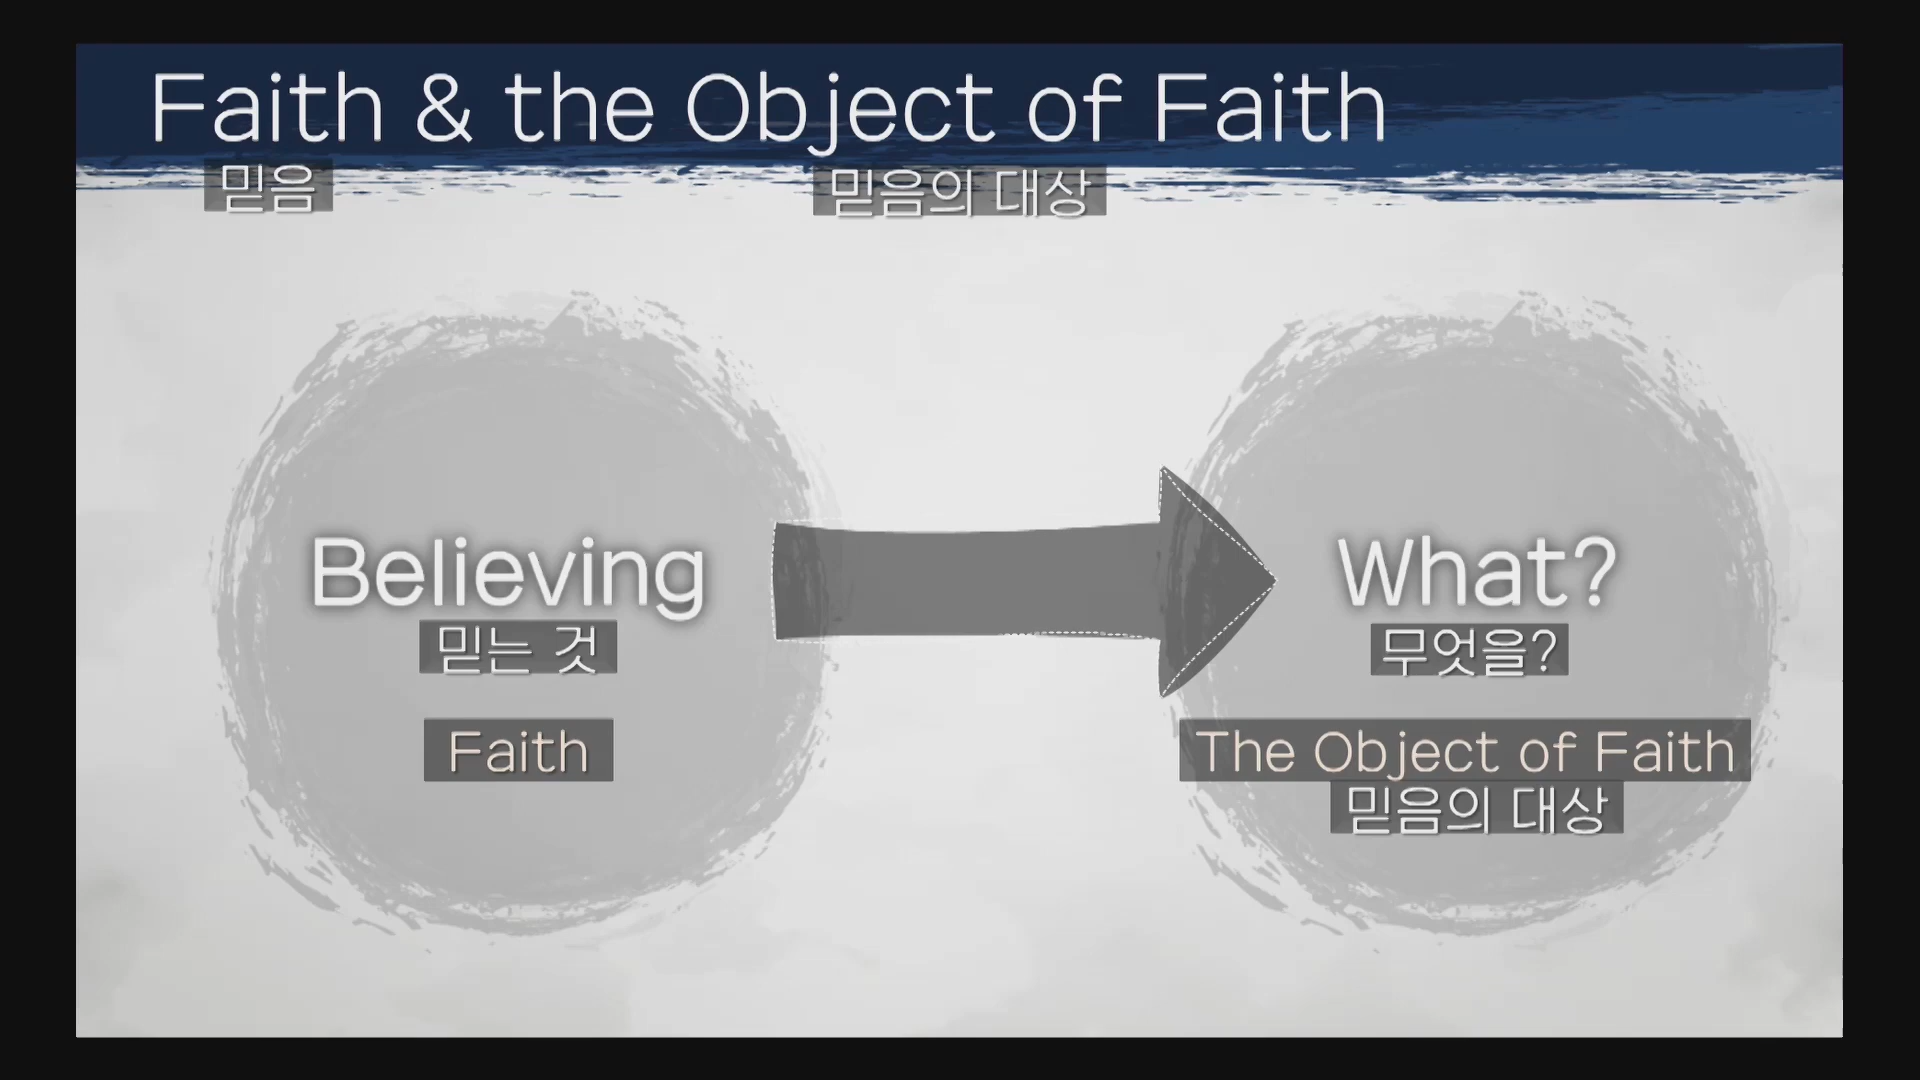 Faith & the Object of Faith
믿음
믿음의 대상
Believing
믿는 것
Faith
What?
무엇을?
The Object of Faith
믿음의 대상